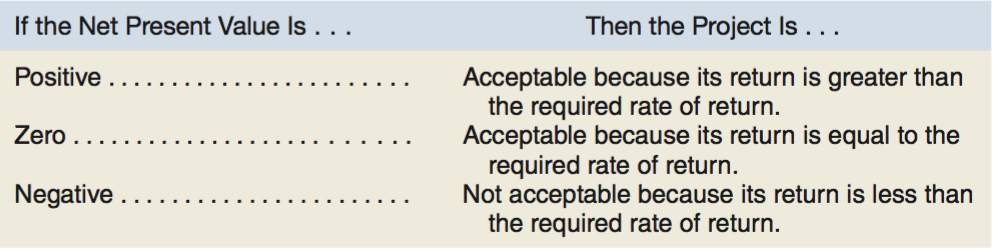 If the Net Present Value Is . . . Then the Project Is . . .
Positive . . . . . . . . . . . . . . . . . . . . . . . . Acceptable because its return is greater than
the required rate of return.
Zero . . . . . . . . . . . . . . . . . . . . . . . . . . . Acceptable because its return is equal to the
required rate of return.
Negative . . . . . . . . . . . . . . . . . . . . . . . Not acceptable because its return is less than
the required rate of return.